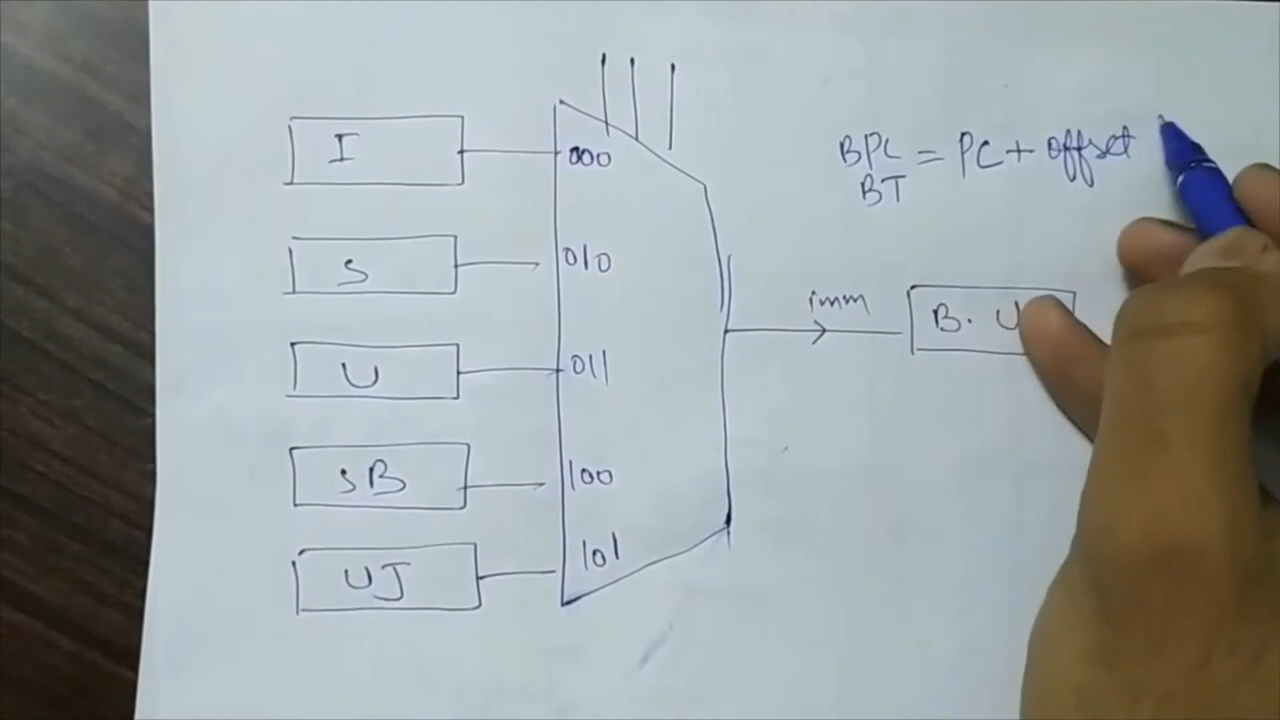 I
000
BPC = PC + offset
BT
S
010
imm
B. U
U
011
SB
100
UJ
101